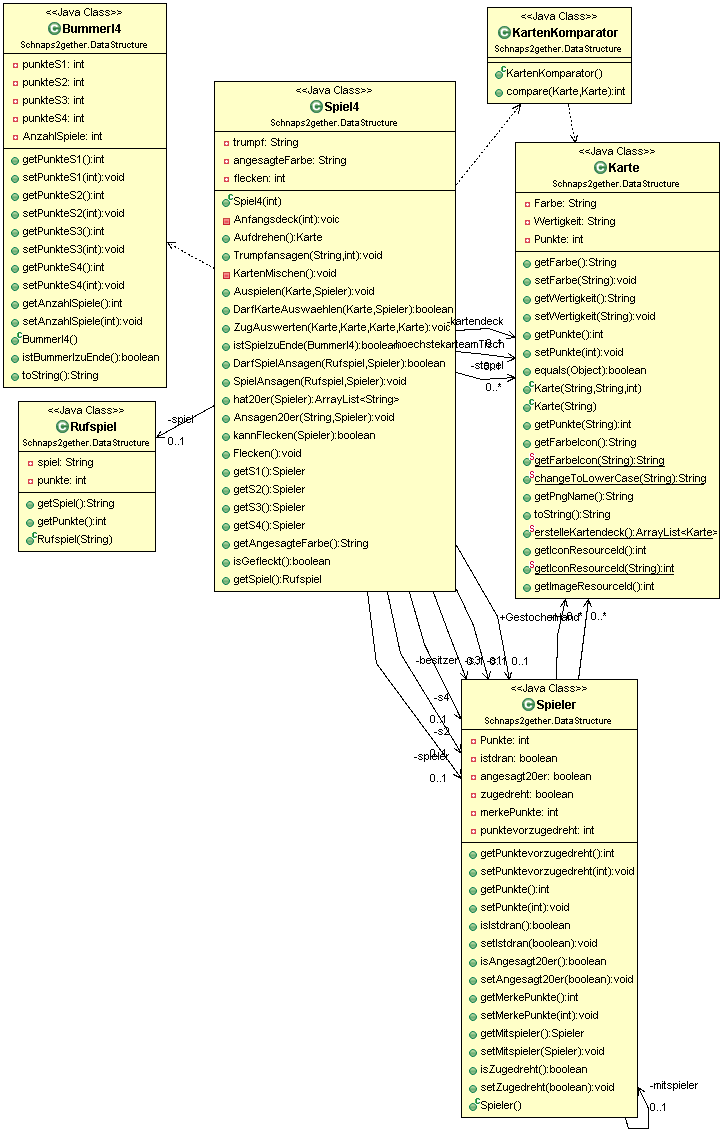 <<Java Class>>
Bummerl4
Schnaps2gether.DataStructure
punkteS1: int
punkteS2: int
punkteS3: int
punkteS4: int
AnzahlSpiele: int
getPunkteS1():int
setPunkteS1(int):void
getPunkteS2():int
setPunkteS2(int):void
getPunkteS3():int
setPunkteS3(int):void
getPunkteS4():int
setPunkteS4(int):void
getAnzahlSpiele():int
setAnzahlSpiele(int):void
Bummerl4()
istBummerlzuEnde():boolean
toString():String
<<Java Class>>
Rufspiel
Schnaps2gether.DataStructure
spiel: String
punkte: int
getSpiel():String
getPunkte():int
Rufspiel(String)
-spiel
0..1
<<Java Class>>
Spiel4
Schnaps2gether.DataStructure
trumpf: String
angesagteFarbe: String
flecken: int
Spiel4(int)
Anfangsdeck(int):void
Aufdrehen():Karte
Trumpfansagen(String,int):void
KartenMischen():void
Auspielen(Karte,Spieler):void
DarfKarteAuswaehlen(Karte,Spieler):boolean
ZugAuswerten(Karte,Karte,Karte,Karte):void
istSpielzuEnde(Bummerl4):boolean
DarfSpielAnsagen(Rufspiel,Spieler):boolean
SpielAnsagen(Rufspiel,Spieler):void
hat20er(Spieler):ArrayList<String>
Ansagen20er(String,Spieler):void
kannFlecken(Spieler):boolean
Flecken():void
getS1():Spieler
getS2():Spieler
getS3():Spieler
getS4():Spieler
getAngesagteFarbe():String
isGefleckt():boolean
getSpiel():Rufspiel
<<Java Class>>
KartenKomparator
Schnaps2gether.DataStructure
KartenKomparator()
compare(Karte,Karte):int
<<Java Class>>
Karte
Schnaps2gether.DataStructure
Farbe: String
Wertigkeit: String
Punkte: int
getFarbe():String
setFarbe(String):void
getWertigkeit():String
setWertigkeit(String):void
getPunkte():int
setPunkte(int):void
equals(Object):boolean
Karte(String,String,int)
Karte(String)
getPunkte(String):int
getFarbeIcon():String
getFarbeIcon(String):String
changeToLowerCase(String):String
getPngName():String
toString():String
erstelleKartendeck():ArrayList<Karte>
getIconResourceId():int
getIconResourceId(String):int
getImageResourceId():int
-kartendeck
-hoechstekarteamTisch
-stapel
0..*
+Gestochen
0..*
-besitzer
-s3
-s1
0..1
-s4
0..1
-s2
0..1
-spieler
0..1
<<Java Class>>
Spieler
Schnaps2gether.DataStructure
Punkte: int
istdran: boolean
angesagt20er: boolean
zugedreht: boolean
merkePunkte: int
punktevorzugedreht: int
getPunktevorzugedreht():int
setPunktevorzugedreht(int):void
getPunkte():int
setPunkte(int):void
isIstdran():boolean
setIstdran(boolean):void
isAngesagt20er():boolean
setAngesagt20er(boolean):void
getMerkePunkte():int
setMerkePunkte(int):void
getMitspieler():Spieler
setMitspieler(Spieler):void
isZugedreht():boolean
setZugedreht(boolean):void
Spieler()
-mitspieler
0..1